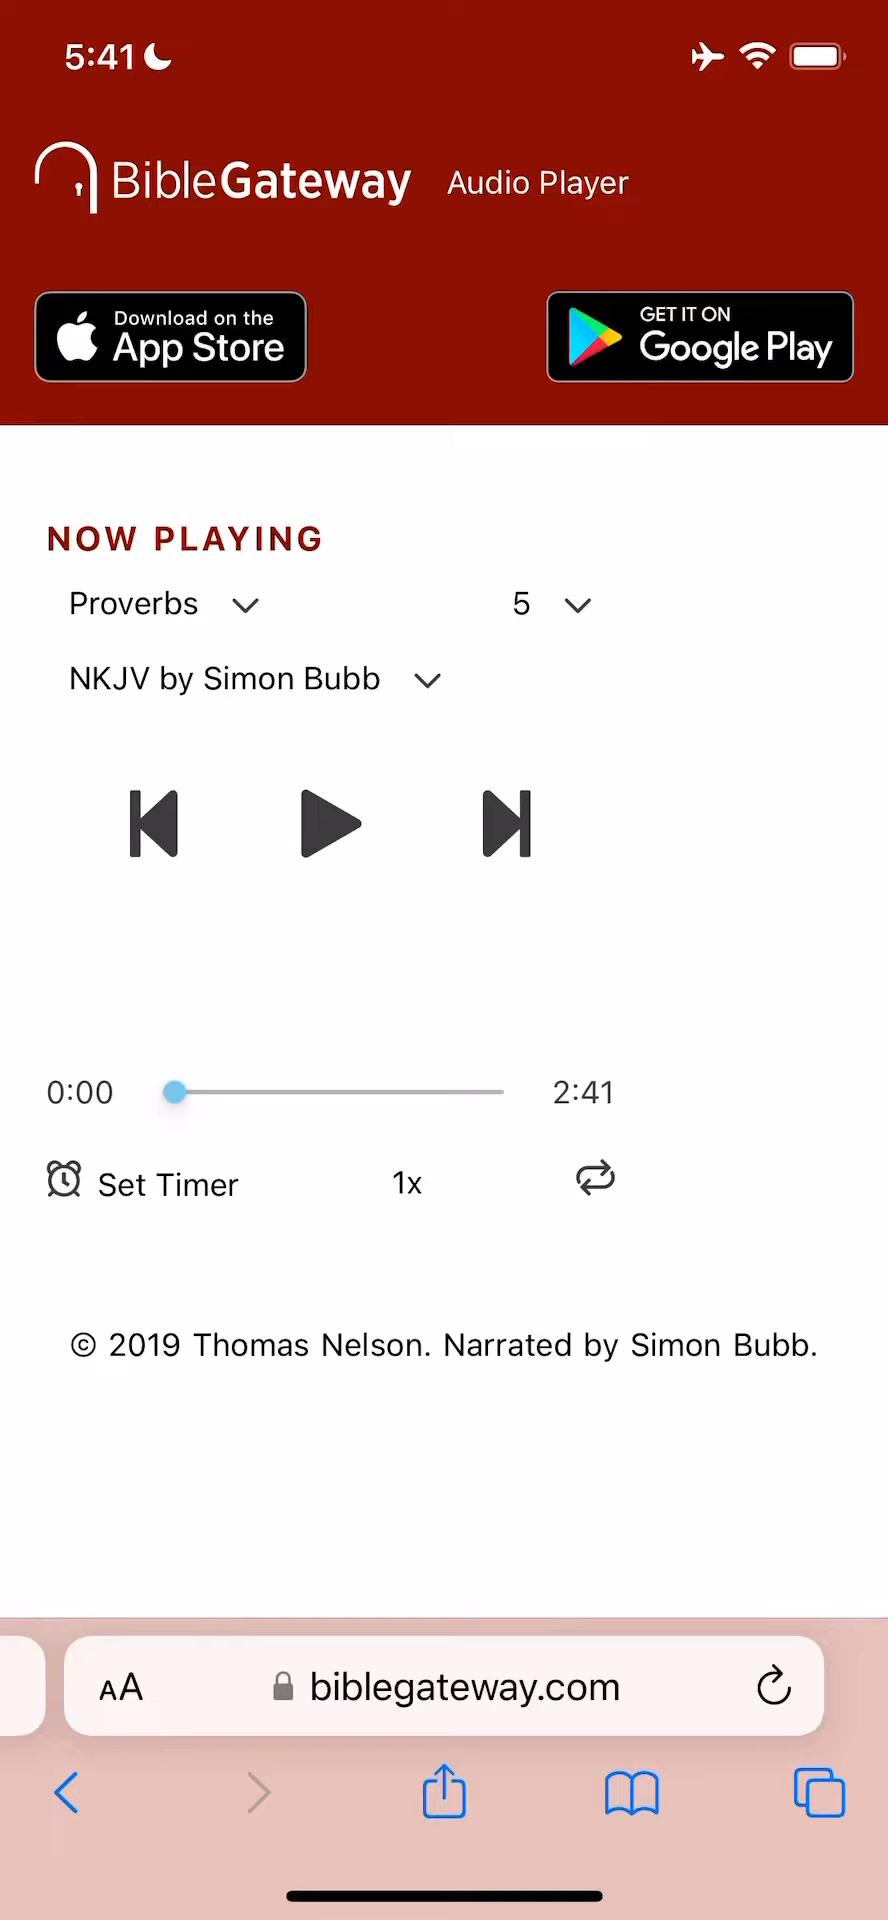 5:41
BibleGateway Audio Player
Download on the
App Store
GET IT ON
Google Play
NOW PLAYING
Proverbs 5
NKJV by Simon Bubb
0:00 2:41
Set Timer 1x
© 2019 Thomas Nelson. Narrated by Simon Bubb.
AA biblegateway.com